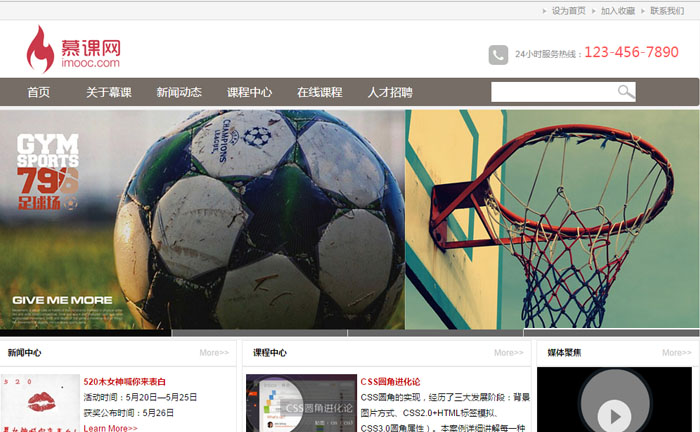 设为首页 加入收藏 联系我们
慕课网
imooc.com
24小时服务热线：123-456-7890
首页 关于幕课 新闻动态 课程中心 在线课程 人才招聘
GYM
SPORTS
798
足球场
CHAMPIONS
LEAGUE
GIVE ME MORE
新闻中心 More>>
520木女神喊你来表白
活动时间：5月20日—5月25日
获奖公布时间：5月26日
Learn More>>
5 2 0
课程中心 More>>
CSS圆角进化论
CSS圆角进化论
CSS圆角的实现，经历了三大发展阶段：背景
图片方式、CSS2.0+HTML标签模拟、
CSS3.0圆角属性）。本案例详细讲解每一种
媒体聚焦 More>>